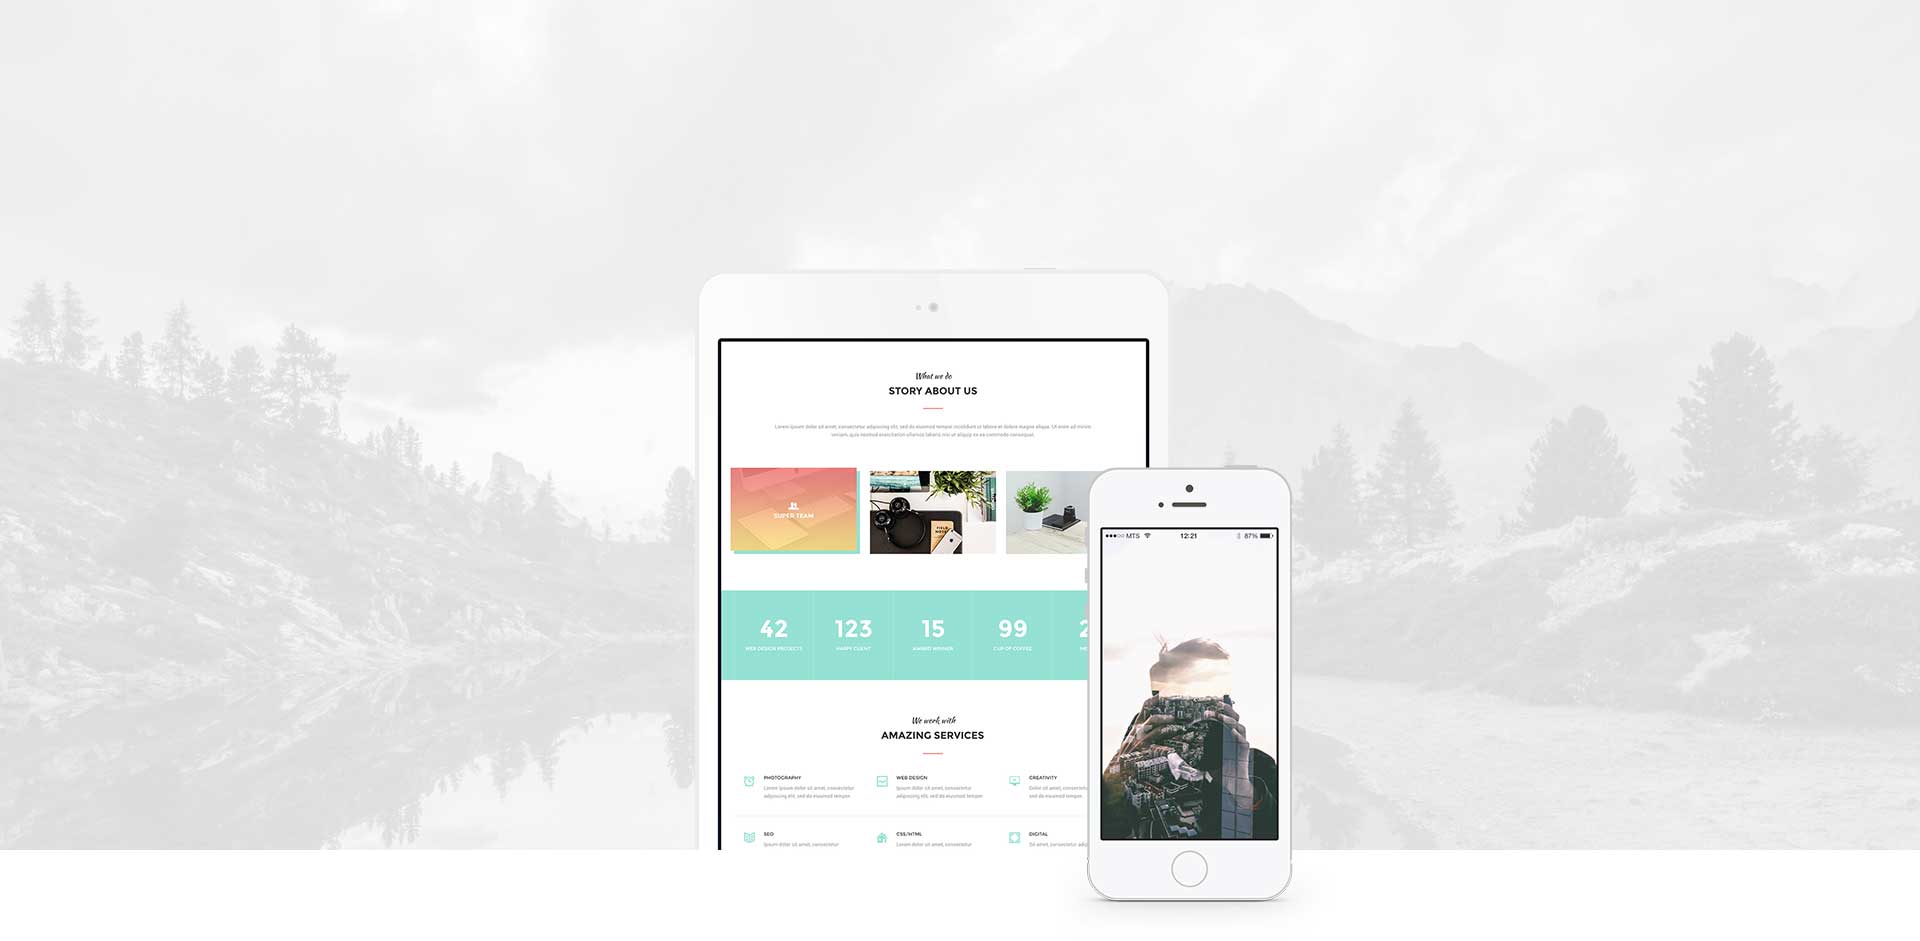 What we do
STORY ABOUT US
Lorem ipsum dolor sit amet, consectetur adipiscing elit, sed do eiusmod tempor incididunt ut labore et dolore magna aliqua. Ut enim ad minim
veniam, quis nostrud exercitation ullamco laboris nisi ut aliquip ex ea commodo consequat.
SUPER TEAM
FIELD
NOTES
42
123
15
99
2
WEB DESIGN PROJECTS
HAPPY CLIENT
AWARD WINNER
CUP OF COFFEE
We work with
AMAZING SERVICES
PHOTOGRAPHY
Lorem ipsum dolor sit amet, consectetur
adipiscing elit, sed do eiusmod tempor
WEB DESIGN
Ipsum dolor sit amet, consectetur
adipiscing elit, sed do eiusmod tempor
CREATIVITY
Dolor sit amet, consectetu
sed do eiusmod tempor
SEO
Ipsum dolor sit amet, consectetur
CSS/HTML
Lorem dolor sit amet, consectetur
DIGITAL
Sit amet, consectetur adip
MTS
12:21
87%